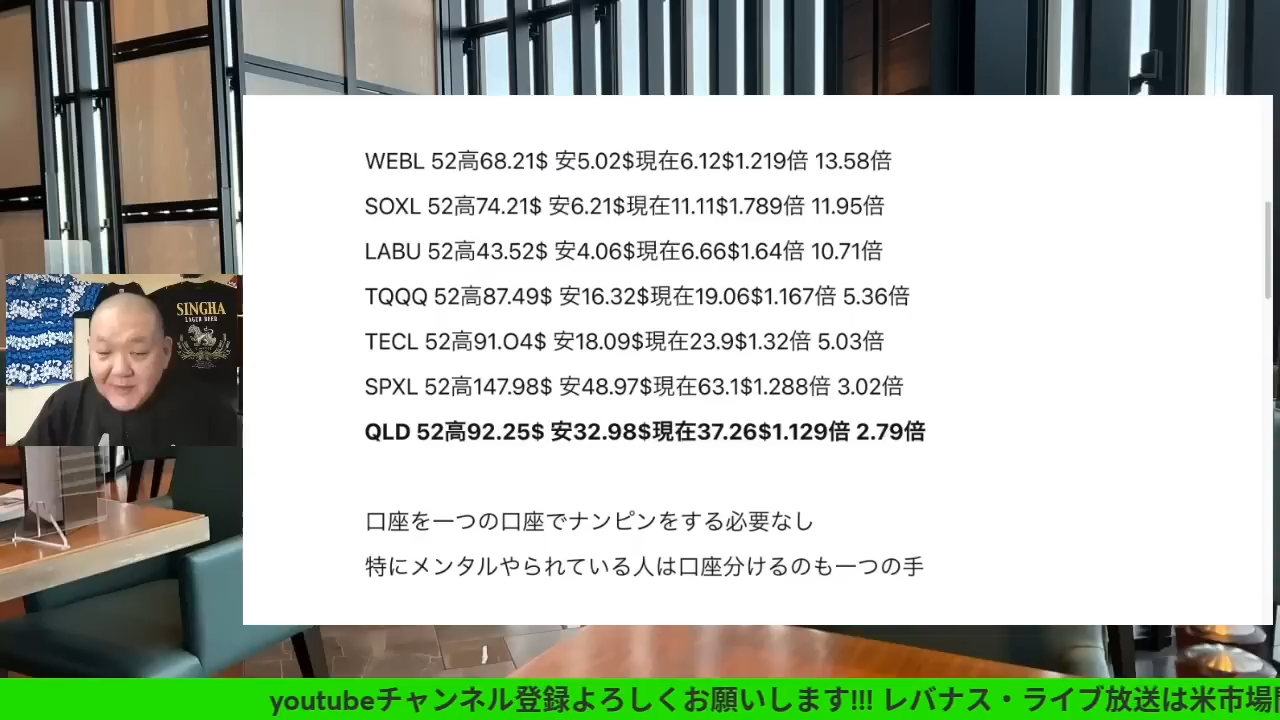 WEBL 52高68.21$ 安5.02$現在6.12$1.219倍 13.58倍
SOXL 52高74.21$ 安6.21$現在11.11$1.789倍 11.95倍
LABU 52高43.52$ 安4.06$現在6.66$1.64倍 10.71倍
TQQQ 52高87.49$ 安16.32$現在19.06$1.167倍 5.36倍
TECL 52高91.O4$ 安18.09$現在23.9$1.32倍 5.03倍
SPXL 52高147.98$ 安48.97$現在63.1$1.288倍 3.02倍
QLD 52高92.25$ 安32.98$現在37.26$1.129倍 2.79倍
口座を一つの口座でナンピンをする必要なし
特にメンタルやられている人は口座分けるのも一つの手
SINGHA
LAGER BEER
youtubeチャンネル登録よろしくお願いします!!! レバナス・ライブ放送は米市場